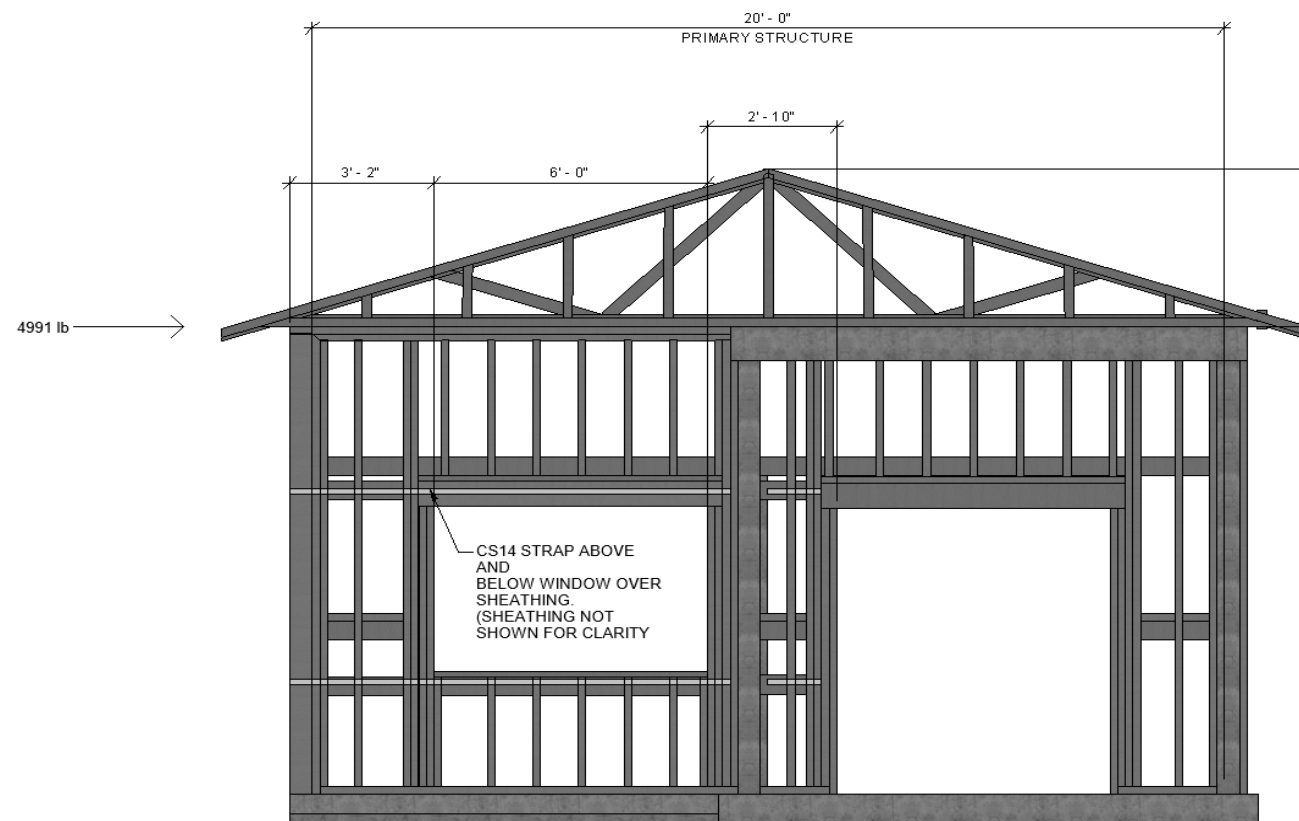 20' - 0"
PRIMARY STRUCTURE
2' - 10"
3' - 2"
6' - 0"
4991 lb
CS14 STRAP ABOVE
AND
BELOW WINDOW OVER
SHEATHING.
(SHEATHING NOT
SHOWN FOR CLARITY